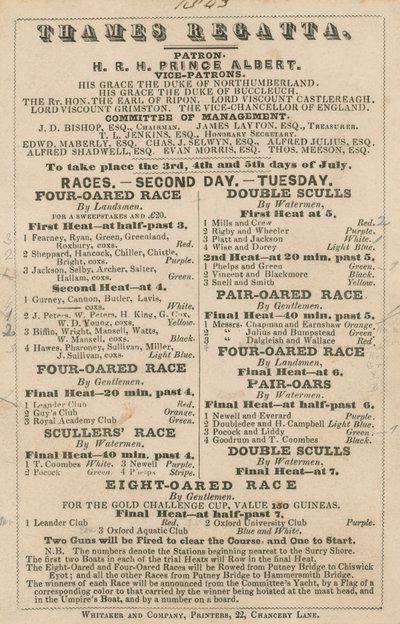 1843
THAMES REGATTA.
PATRON.
H. R. H. PRINCE ALBERT.
VICE-PATRONS.
HIS GRACE THE DUKE OF NORTHUMBERLAND.
HIS GRACE THE DUKE OF BUCCLEUCH.
THE RT. HON. THE EARL OF RIPON. LORD VISCOUNT CASTLEREAGH.
LORD VISCOUNT GRIMSTON. THE VICE-CHANCELLOR OF ENGLAND.
COMMITTEE OF MANAGEMENT.
J. D. BISHOP, ESQ., CHAIRMAN. JAMES LAYTON, ESQ., TREASURER.
T. L. JENKINS, ESQ., HONORARY SECRETARY.
EDWD. MABERLY, ESQ. CHAS. J. SELWYN, ESQ., ALFRED JULIUS, ESQ.
ALFRED SHADWELL, ESQ. EVAN MORRIS, ESQ. THOS. MEESON, ESQ.
To take place the 3rd, 4th and 5th days of July.
RACES.—SECOND DAY.—TUESDAY.
FOUR-OARED RACE
By Landsmen.
FOR A SWEEPSTAKES AND £20.
First Heat—at half-past 3,
1 Fearney, Ryan, Green, Greenland,
Roxbury, coxs. Red.
2 Sheppard, Hancock, Chiller, Chittle,
Bright, coxs. Purple.
3 Jackson, Selby, Archer, Salter,
Hallam, coxs. Green.
Second Heat—at 4.
1 Gurney, Cannon, Butler, Lavis,
— coxs. White.
2 J. Peters, W. Peters, H. King, G. Cox,
W. D. Young, coxs, Yellow.
3 Biffin, Wright, Mansell, Watts,
W. Mansell, coxs. Black.
4 Hawes, Pharoney, Sullivan, Miller,
J. Sullivan, coxs. Light Blue.
FOUR-OARED RACE
By Gentlemen.
Final Heat—20 min, past 4,
1 Leander Club Red.
2 Guy's Club Orange.
3 Royal Academy Club Green.
SCULLERS' RACE
By Watermen.
Final Heat—40 min. past 4,
1 T. Coombes White. 3 Newell Purple.
2 Pocock Green. 4 Phelps Stripe.
DOUBLE SCULLS
By Watermen,
First Heat at 5,
1 Mills and Crew Red. 2
2 Rigby and Wheeler Purple.
3 Platt and Jackson White. 1
4 Wise and Dorey Light Blue.
2nd Heat—at 20 min. past 5,
1 Phelps and Green Green.
2 Vincent and Blackmore Black.
3 Snell and Smith Yellow.
PAIR-OARED RACE
By Gentlemen.
Final Heat—40 min. past 5,
1 Messrs. Chapman and Earnshaw Orange.
2 " Julius and Bumpstead Green
3 " Dalgleish and Wallace Red
FOUR-OARED RACE
By Landsmen,
Final Heat—at 6.
PAIR-OARS
By Watermen.
Final Heat—at half-past 6.
1 Newell and Everard Purple.
2 Doubledee and H. Campbell Light Blue.
3 Pocock and Liddy Green.
4 Goodrum and T. Coombes Black.
DOUBLE SCULLS
By Watermen,
Final Heat—at 7.
EIGHT-OARED RACE
By Gentlemen.
FOR THE GOLD CHALLENGE CUP, VALUE 150 GUINEAS.
Final Heat—at half-past 7,
1 Leander Club Red. 2 Oxford University Club Purple.
3 Oxford Aquatic Club Blue and White.
Two Guns will be Fired to clear the Course: and One to Start.
N.B. The numbers denote the Stations beginning nearest to the Surry Shore.
The first two Boats in each of the trial Heats will Row in the final Heat.
The Eight-Oared and Four-Oared Races will be Rowed from Putney Bridge to Chiswick
Eyot; and all the other Races from Putney Bridge to Hammersmith Bridge.
The winners of each Race will be announced from the Committee's Yacht, by a Flag of a
corresponding color to that carried by the winner being hoisted at the mast head, and
in the Umpire's Boat, and by a number on a board.
WHITAKER AND COMPANY, PRINTERS, 22, CHANCERY LANE.